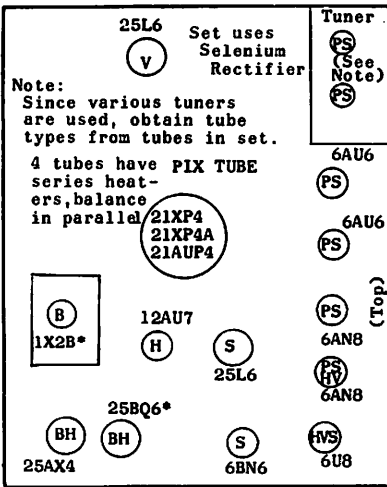 Tuner
25L6
V
Set uses
Selenium
Rectifier
PS
(See
Note)
PS
Note:
Since various tuners
are used, obtain tube
types from tubes in set.
4 tubes have
series heat-
ers,balance
in parallel
PIX TUBE
21XP4
21XP4A
21AUP4
6AU6
PS
6AU6
PS
(Top)
PS
6AN8
B
1X2B*
12AU7
H
S
25L6
PS
HV
6AN8
25BQ6*
BH
BH
25AX4
S
6BN6
HVS
6U8